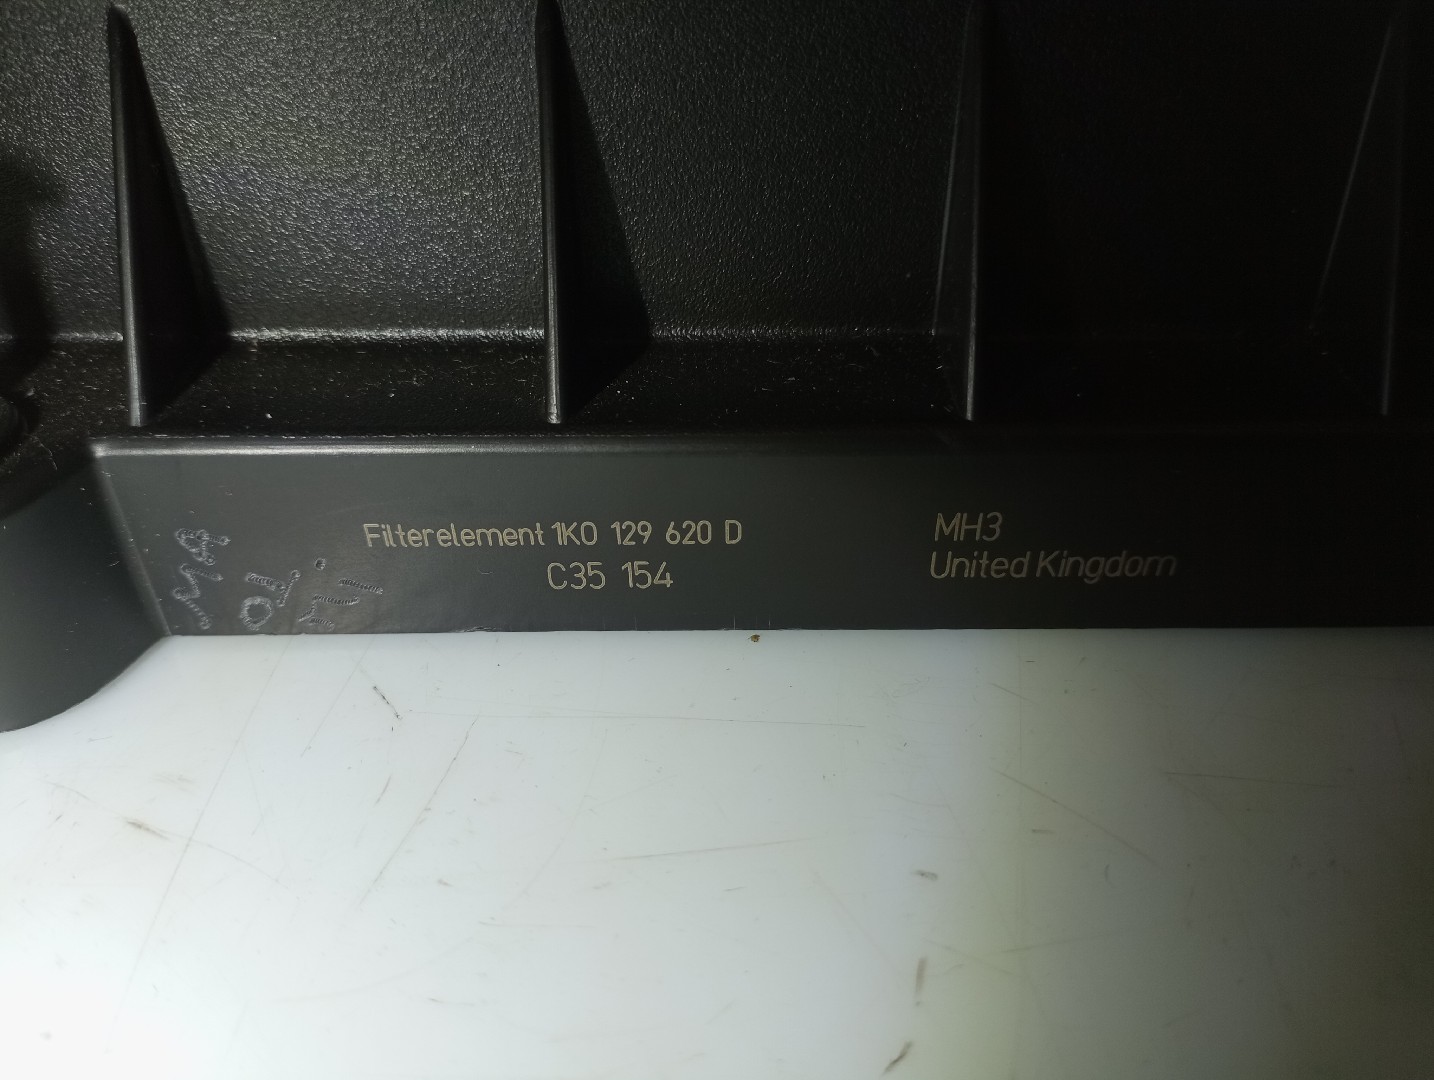 Filterelement 1K0 129 620 D
C35 154
MH3
United Kingdom